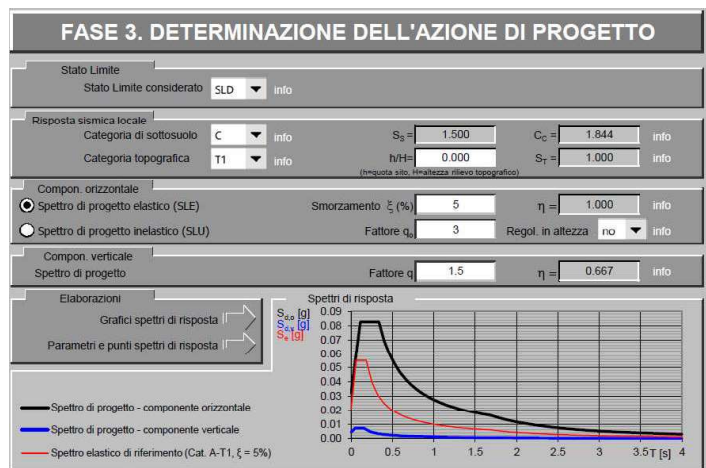 FASE 3. DETERMINAZIONE DELL'AZIONE DI PROGETTO
Stato Limite
Stato Limite considerato SLD info
Risposta sismica locale
Categoria di sottosuolo C info SS = 1.500 CC = 1.844 info
Categoria topografica T1 info h/H= 0.000 ST = 1.000 info
(h=quota sito, H=altezza rilievo topografico)
Compon. orizzontale
Spettro di progetto elastico (SLE) Smorzamento ξ (%) 5 η = 1.000 info
Spettro di progetto inelastico (SLU) Fattore qo 3 Regol. in altezza no info
Compon. verticale
Spettro di progetto Fattore q 1.5 η = 0.667 info
Elaborazioni
Grafici spettri di risposta
Parametri e punti spettri di risposta
Spettro di progetto - componente orizzontale
Spettro di progetto - componente verticale
Spettro elastico di riferimento (Cat. A-T1, ξ = 5%)
Spettri di risposta
Sd,o [g]
Sd,v [g]
Se [g]
0.09
0.08
0.07
0.06
0.05
0.04
0.03
0.02
0.01
0.00
0 0.5 1 1.5 2 2.5 3 3.5 T [s] 4